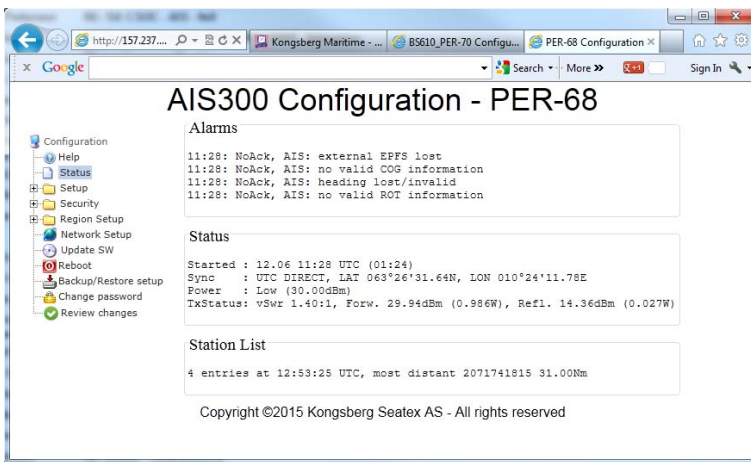 http://157.237....
Kongsberg Maritime - ...
BS610_PER-70 Configu...
PER-68 Configuration
x Google
Search
More »
+1
Sign In
AIS300 Configuration - PER-68
Configuration
Help
Status
Setup
Security
Region Setup
Network Setup
Update SW
Reboot
Backup/Restore setup
Change password
Review changes
Alarms
11:28: NoAck, AIS: external EPFS lost
11:28: NoAck, AIS: no valid COG information
11:28: NoAck, AIS: heading lost/invalid
11:28: NoAck, AIS: no valid ROT information
Status
Started : 12.06 11:28 UTC (01:24)
Sync : UTC DIRECT, LAT 063°26'31.64N, LON 010°24'11.78E
Power : Low (30.00dBm)
TxStatus: vSwr 1.40:1, Forw. 29.94dBm (0.986W), Refl. 14.36dBm (0.027W)
Station List
4 entries at 12:53:25 UTC, most distant 2071741815 31.00Nm
Copyright ©2015 Kongsberg Seatex AS - All rights reserved